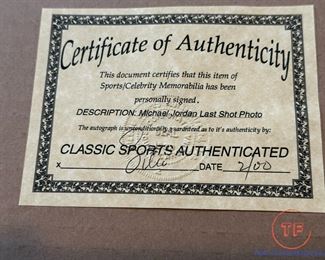 Certificate of Authenticity
This document certifies that this item of
Sports/Celebrity Memorabilia has been
personally signed.
DESCRIPTION: Michael Jordan Last Shot Photo
The autograph is unconditionally guaranteed as to it's authenticity by:
CLASSIC SPORTS AUTHENTICATED
x DATE 2/00
TF